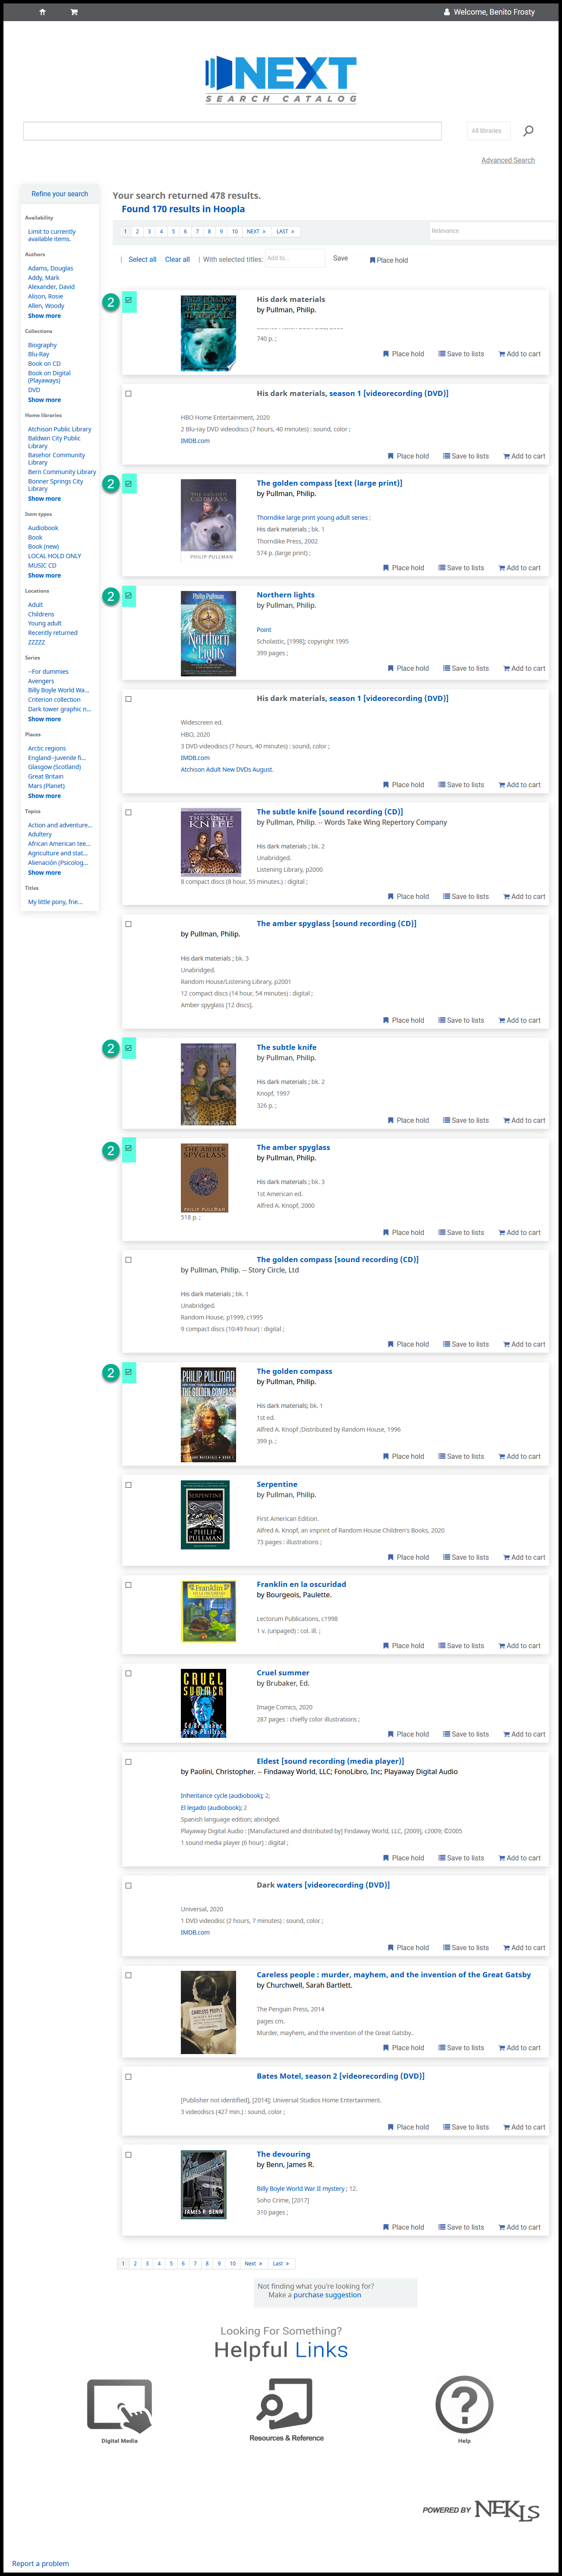 Welcome, Benito Frosty
NEXT
SEARCH CATALOG
All libraries
Advanced Search
Refine your search
Availability
Limit to currently
available items.
Authors
Adams, Douglas
Addy, Mark
Alexander, David
Alison, Rosie
Allen, Woody
Show more
Collections
Biography
Blu-Ray
Book on CD
Book on Digital
(Playaways)
DVD
Show more
Home libraries
Atchison Public Library
Baldwin City Public
Library
Basehor Community
Library
Bern Community Library
Bonner Springs City
Library
Show more
Item types
Audiobook
Book
Book (new)
LOCAL HOLD ONLY
MUSIC CD
Show more
Locations
Adult
Childrens
Young adult
Recently returned
ZZZZZ
Series
--For dummies
Avengers
Billy Boyle World Wa...
Criterion collection
Dark tower graphic n...
Show more
Places
Arctic regions
England--Juvenile fi...
Glasgow (Scotland)
Great Britain
Mars (Planet)
Show more
Topics
Action and adventure...
Adultery
African American tee...
Agriculture and stat...
Alienación (Psicolog...
Show more
Titles
My little pony, frie...
Your search returned 478 results.
Found 170 results in Hoopla
1 2 3 4 5 6 7 8 9 10 NEXT » LAST »
Relevance
| Select all Clear all | With selected titles: Add to... Save Place hold
2
His dark materials
by Pullman, Philip.
740 p. ;
Place hold Save to lists Add to cart
His dark materials, season 1 [videorecording (DVD)]
HBO Home Entertainment, 2020
2 Blu-ray DVD videodiscs (7 hours, 40 minutes) : sound, color ;
IMDB.com
Place hold Save to lists Add to cart
2
The golden compass [text (large print)]
by Pullman, Philip.
Thorndike large print young adult series ;
His dark materials ; bk. 1
Thorndike Press, 2002
574 p. (large print) ;
Place hold Save to lists Add to cart
2
Northern lights
by Pullman, Philip.
Point
Scholastic, [1998]; copyright 1995
399 pages ;
Place hold Save to lists Add to cart
His dark materials, season 1 [videorecording (DVD)]
Widescreen ed.
HBO, 2020
3 DVD videodiscs (7 hours, 40 minutes) : sound, color ;
IMDB.com
Atchison Adult New DVDs August.
Place hold Save to lists Add to cart
The subtle knife [sound recording (CD)]
by Pullman, Philip. -- Words Take Wing Repertory Company
His dark materials ; bk. 2
Unabridged.
Listening Library, p2000
8 compact discs (8 hour, 55 minutes.) : digital ;
Place hold Save to lists Add to cart
The amber spyglass [sound recording (CD)]
by Pullman, Philip.
His dark materials ; bk. 3
Unabridged.
Random House/Listening Library, p2001
12 compact discs (14 hour, 54 minutes) : digital ;
Amber spyglass [12 discs].
Place hold Save to lists Add to cart
2
The subtle knife
by Pullman, Philip.
His dark materials ; bk. 2
Knopf, 1997
326 p. ;
Place hold Save to lists Add to cart
2
The amber spyglass
by Pullman, Philip.
His dark materials ; bk. 3
1st American ed.
Alfred A. Knopf, 2000
518 p. ;
Place hold Save to lists Add to cart
The golden compass [sound recording (CD)]
by Pullman, Philip. -- Story Circle, Ltd
His dark materials ; bk. 1
Unabridged.
Random House, p1999, c1995
9 compact discs (10:49 hour) : digital ;
Place hold Save to lists Add to cart
2
The golden compass
by Pullman, Philip.
His dark materials; bk. 1
1st ed.
Alfred A. Knopf ;Distributed by Random House, 1996
399 p. ;
Place hold Save to lists Add to cart
Serpentine
by Pullman, Philip.
First American Edition.
Alfred A. Knopf, an imprint of Random House Children's Books, 2020
73 pages : illustrations ;
Place hold Save to lists Add to cart
Franklin en la oscuridad
by Bourgeois, Paulette.
Lectorum Publications, c1998
1 v. (unpaged) : col. ill. ;
Place hold Save to lists Add to cart
Cruel summer
by Brubaker, Ed.
Image Comics, 2020
287 pages : chiefly color illustrations ;
Place hold Save to lists Add to cart
Eldest [sound recording (media player)]
by Paolini, Christopher. -- Findaway World, LLC; FonoLibro, Inc; Playaway Digital Audio
Inheritance cycle (audiobook); 2;
El legado (audiobook); 2
Spanish language edition; abridged.
Playaway Digital Audio : [Manufactured and distributed by] Findaway World, LLC, [2009], c2009; ©2005
1 sound media player (6 hour) : digital ;
Place hold Save to lists Add to cart
Dark waters [videorecording (DVD)]
Universal, 2020
1 DVD videodisc (2 hours, 7 minutes) : sound, color ;
IMDB.com
Place hold Save to lists Add to cart
Careless people : murder, mayhem, and the invention of the Great Gatsby
by Churchwell, Sarah Bartlett.
The Penguin Press, 2014
pages cm.
Murder, mayhem, and the invention of the Great Gatsby..
Place hold Save to lists Add to cart
Bates Motel, season 2 [videorecording (DVD)]
[Publisher not identified], [2014]; Universal Studios Home Entertainment.
3 videodiscs (427 min.) : sound, color ;
Place hold Save to lists Add to cart
The devouring
by Benn, James R.
Billy Boyle World War II mystery ; 12.
Soho Crime, [2017]
310 pages ;
Place hold Save to lists Add to cart
1 2 3 4 5 6 7 8 9 10 Next » Last »
Not finding what you're looking for?
Make a purchase suggestion
Looking For Something?
Helpful Links
Digital Media
Resources & Reference
Help
POWERED BY NEKLS
Report a problem